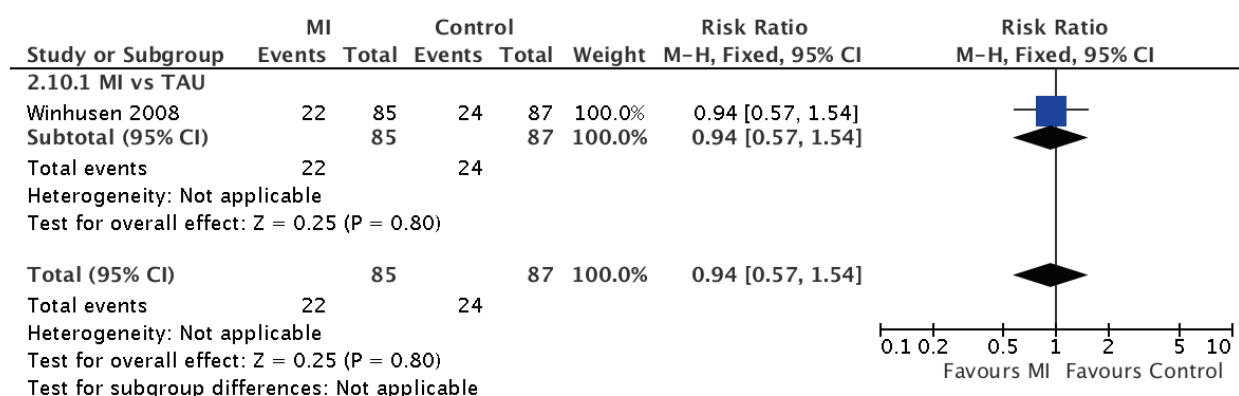 MI Control Risk Ratio Risk Ratio
Study or Subgroup Events Total Events Total Weight M-H, Fixed, 95% CI M-H, Fixed, 95% CI
2.10.1 MI vs TAU
Winhusen 2008 22 85 24 87 100.0% 0.94 [0.57, 1.54]
Subtotal (95% CI) 85 87 100.0% 0.94 [0.57, 1.54]
Total events 22 24
Heterogeneity: Not applicable
Test for overall effect: Z = 0.25 (P = 0.80)
Total (95% CI) 85 87 100.0% 0.94 [0.57, 1.54]
Total events 22 24
Heterogeneity: Not applicable
Test for overall effect: Z = 0.25 (P = 0.80)
Test for subgroup differences: Not applicable
0.1 0.2 0.5 1 2 5 10
Favours MI Favours Control